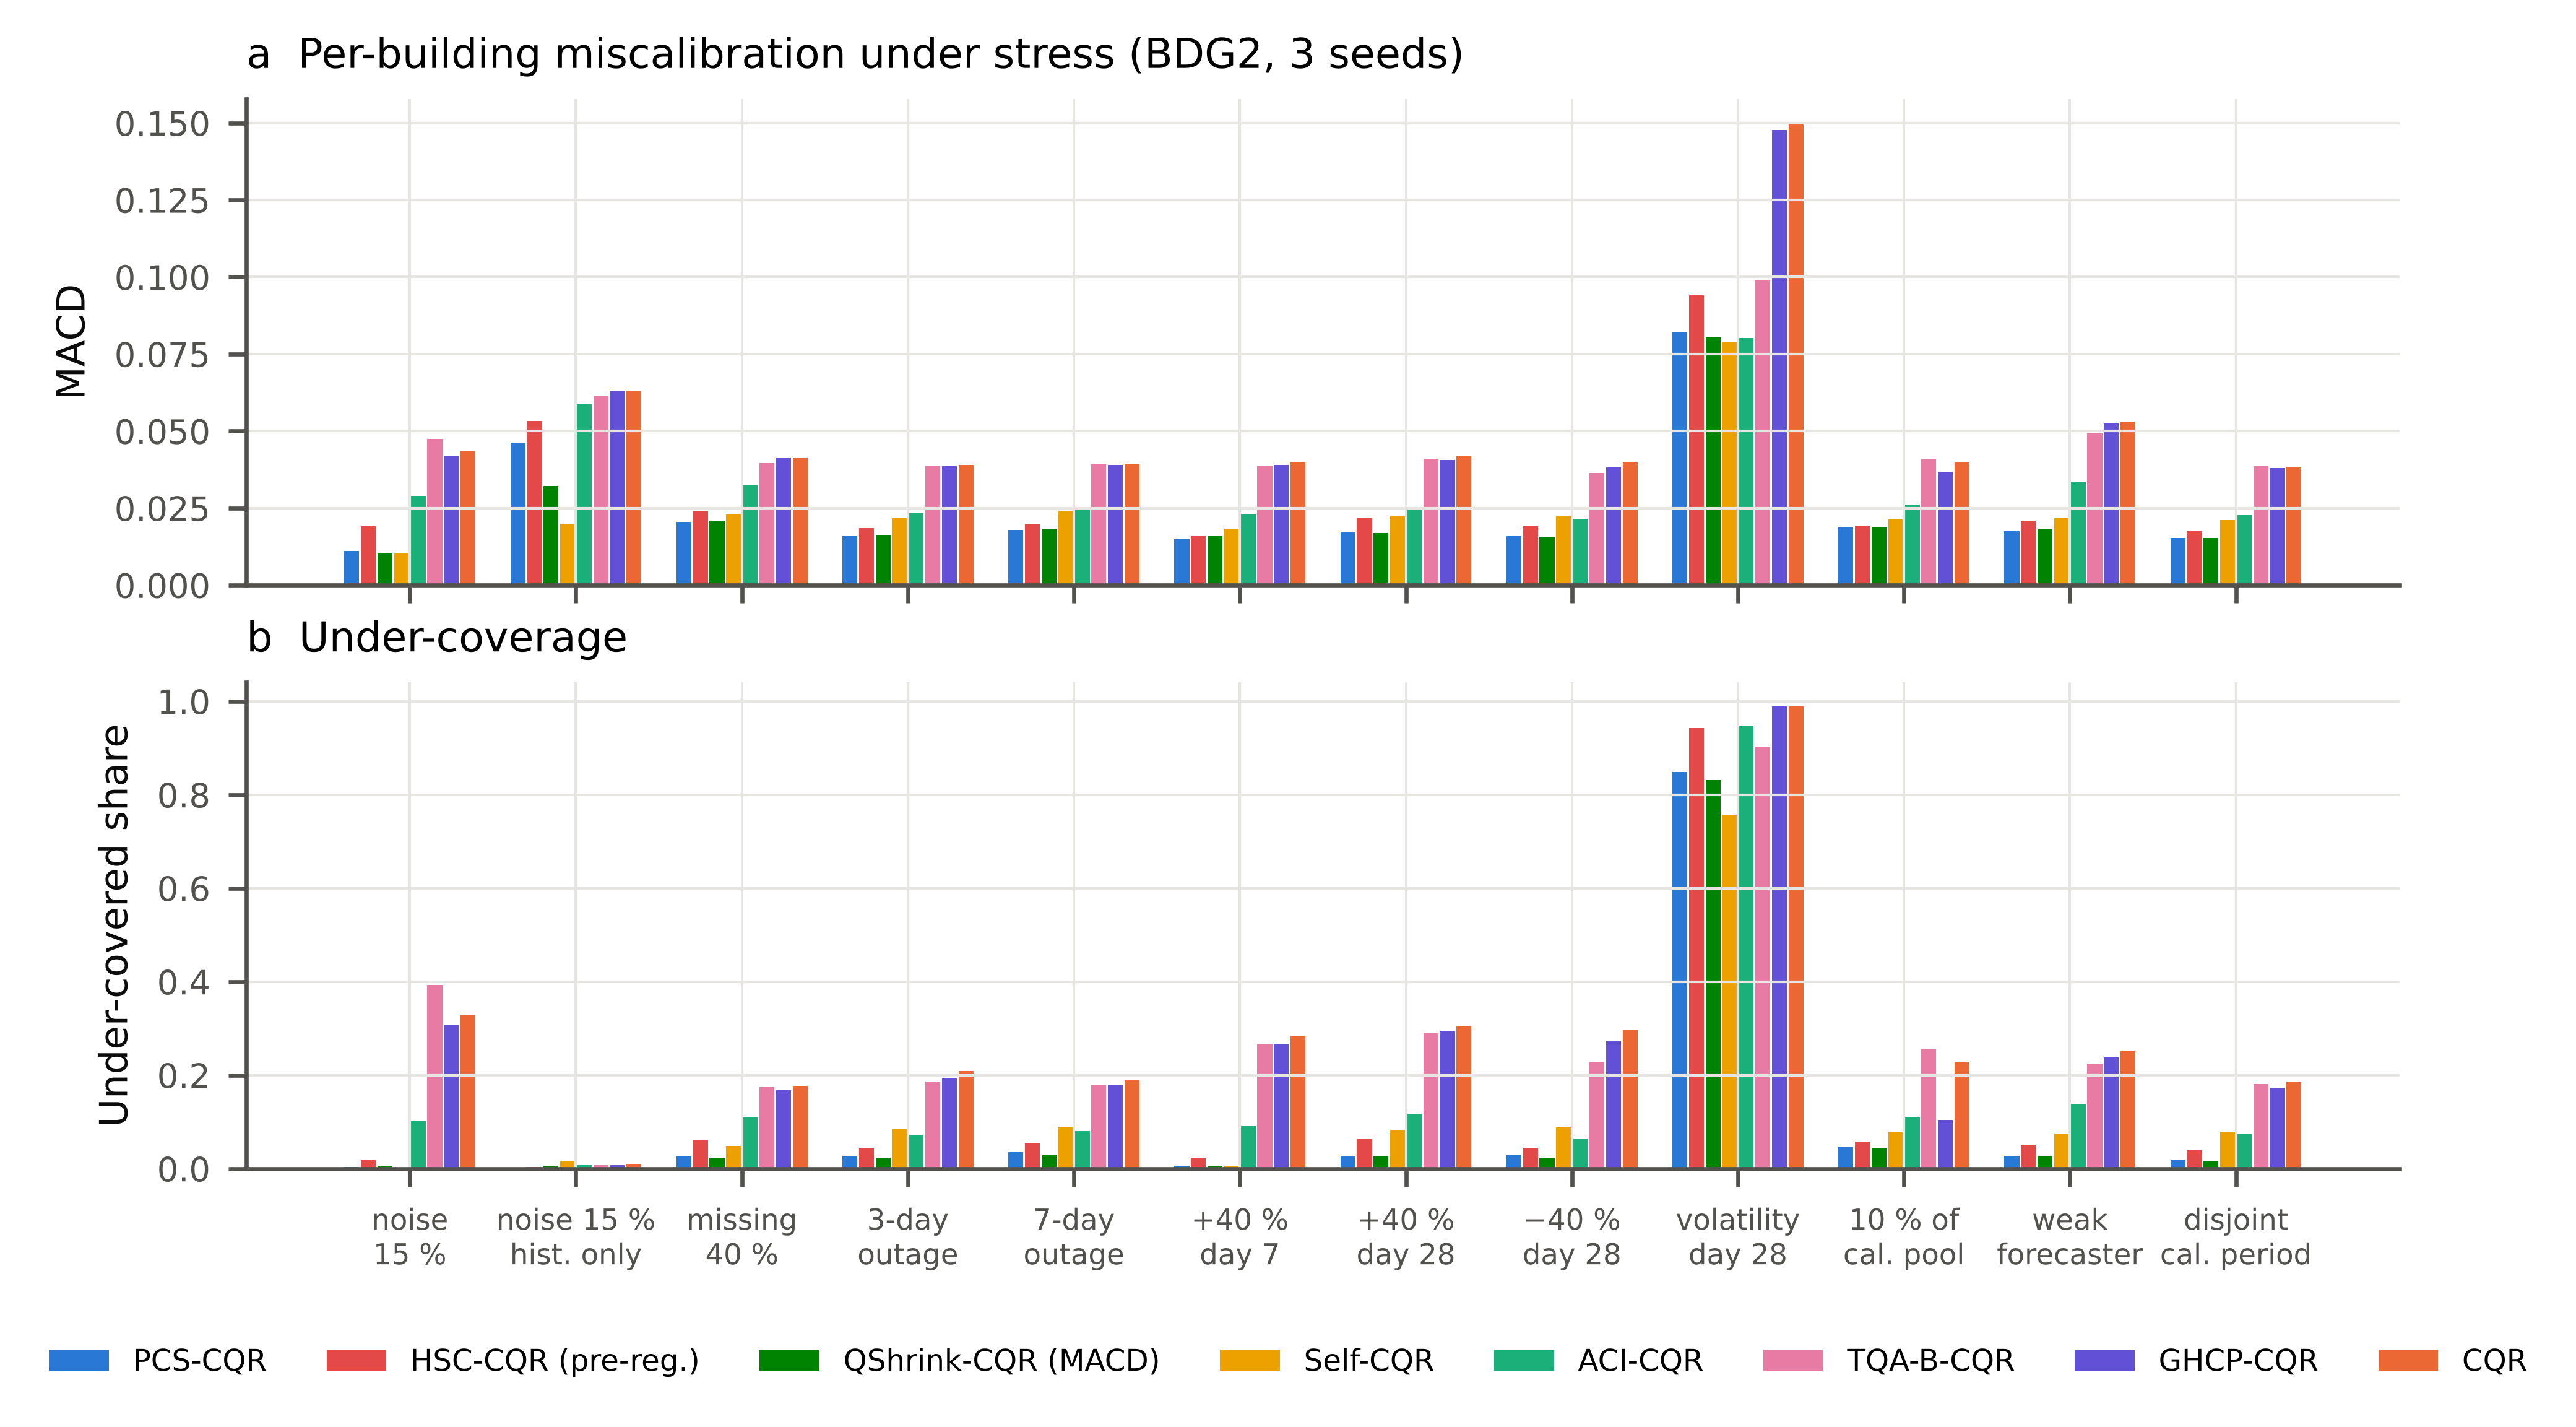 a  Per-building miscalibration under stress (BDG2, 3 seeds)
0.150
0.125
0.100
0.075
0.050
0.025
0.000
MACD
b  Under-coverage
1.0
0.8
0.6
0.4
0.2
0.0
Under-covered share
noise 15 %
noise 15 % hist. only
missing 40 %
3-day outage
7-day outage
+40 % day 7
+40 % day 28
−40 % day 28
volatility day 28
10 % of cal. pool
weak forecaster
disjoint cal. period
PCS-CQR
HSC-CQR (pre-reg.)
QShrink-CQR (MACD)
Self-CQR
ACI-CQR
TQA-B-CQR
GHCP-CQR
CQR